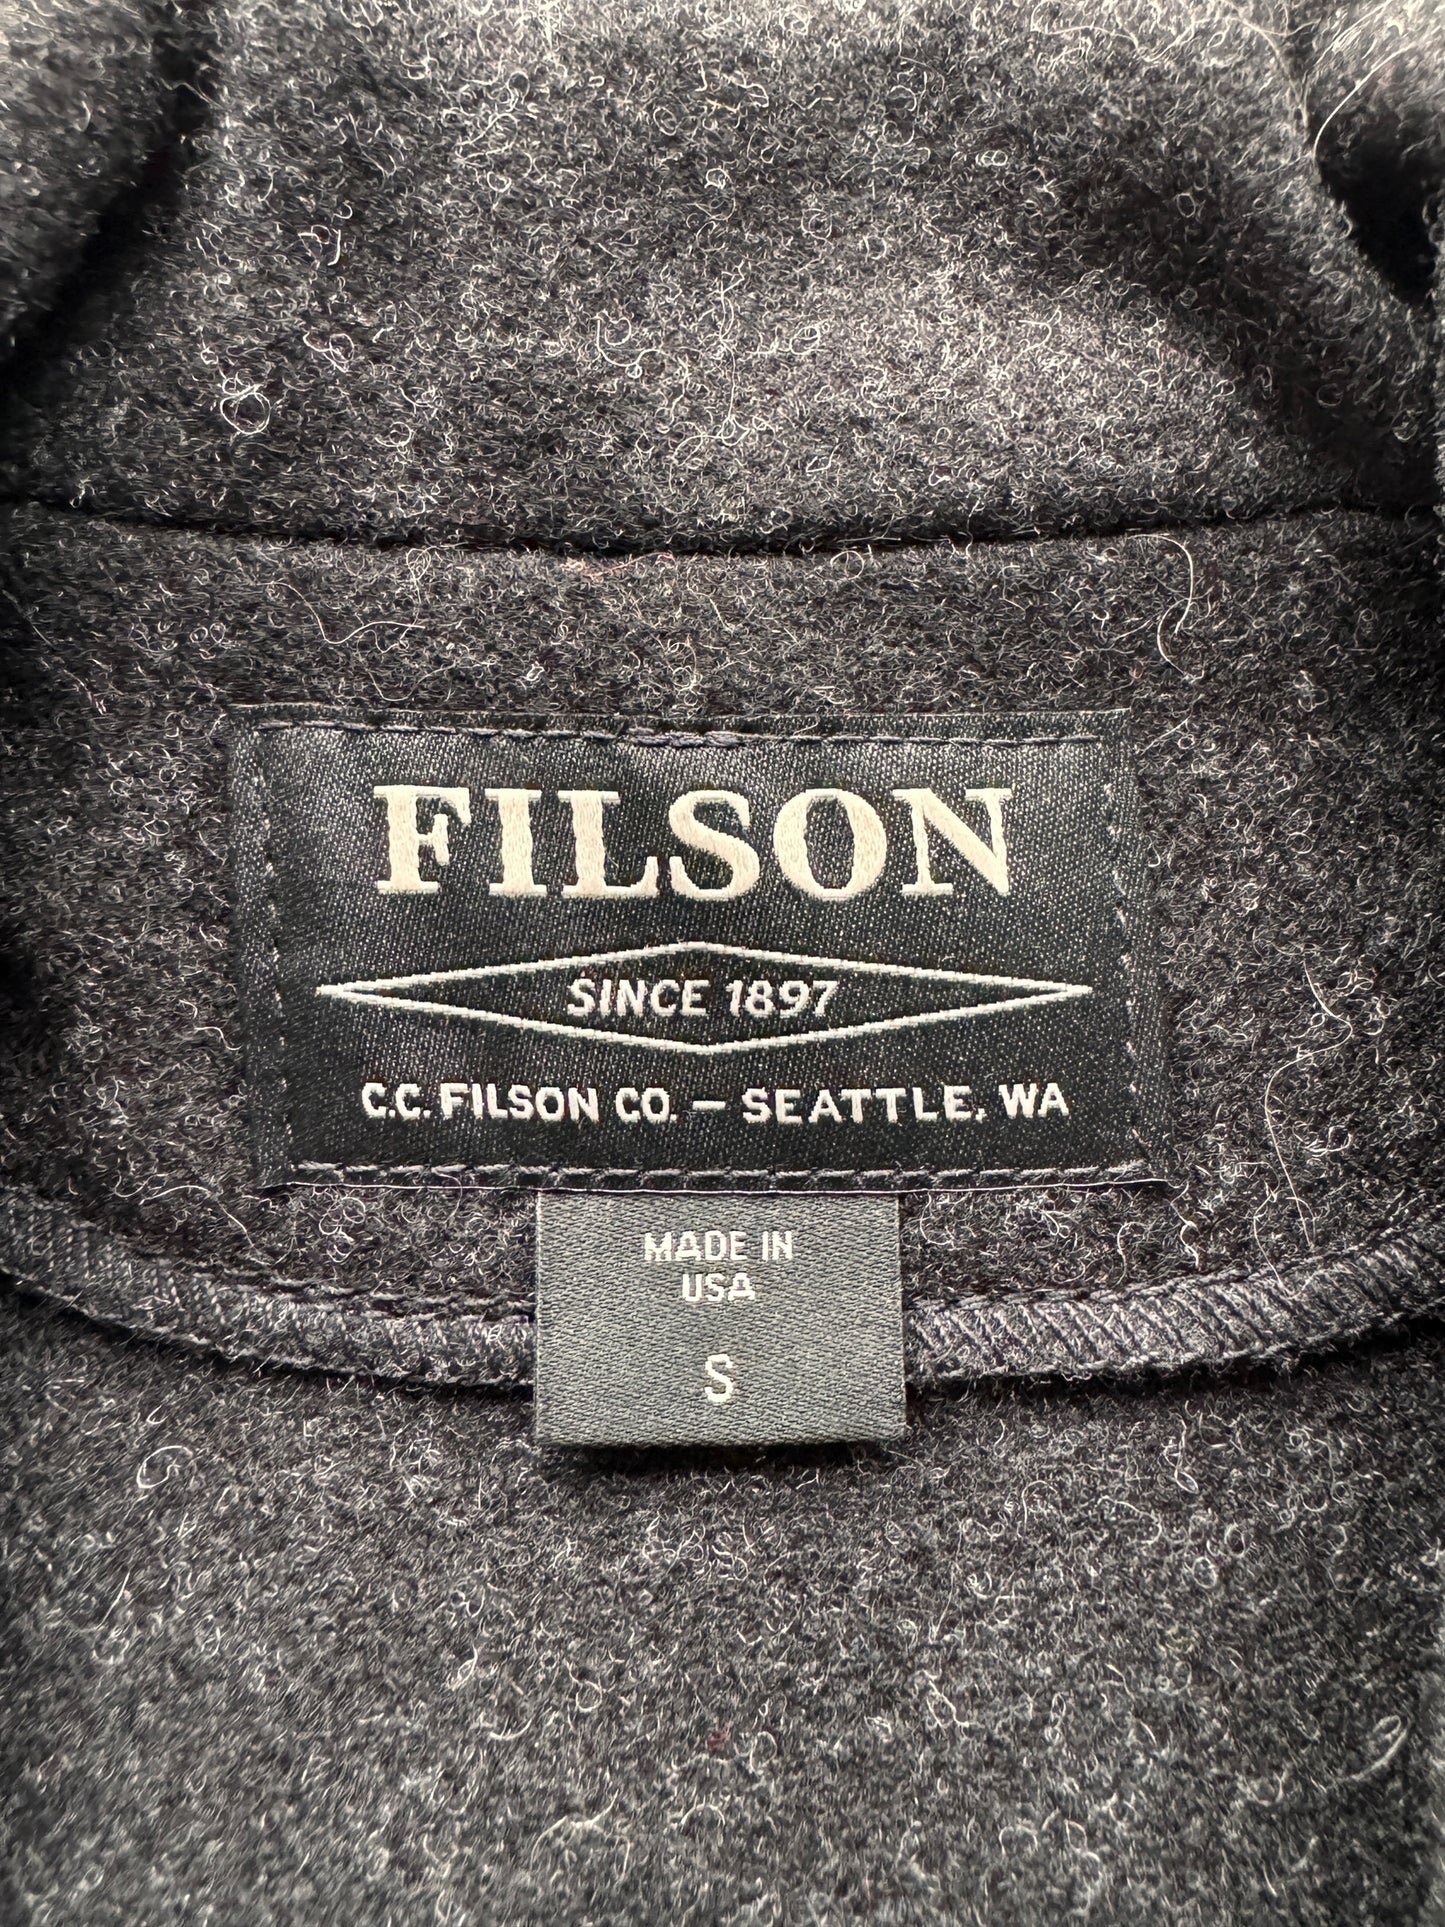 FILSON
SINCE 1897
C.C. FILSON CO. – SEATTLE, WA
MADE IN
USA
S